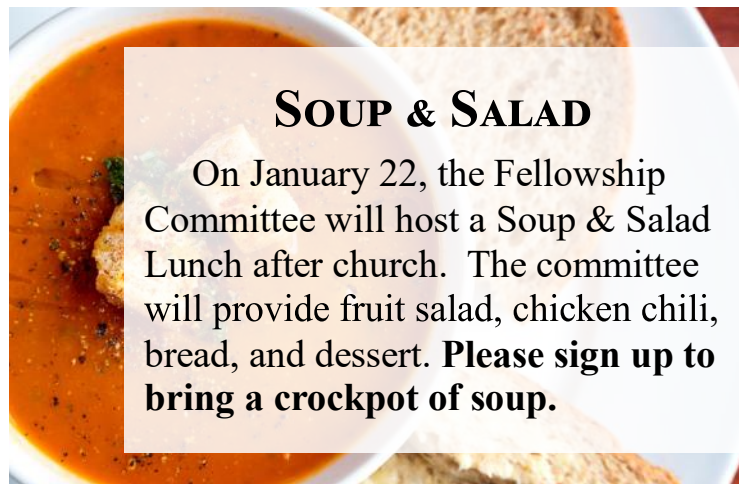 SOUP & SALAD
On January 22, the Fellowship
Committee will host a Soup & Salad
Lunch after church.  The committee
will provide fruit salad, chicken chili,
bread, and dessert. Please sign up to
bring a crockpot of soup.